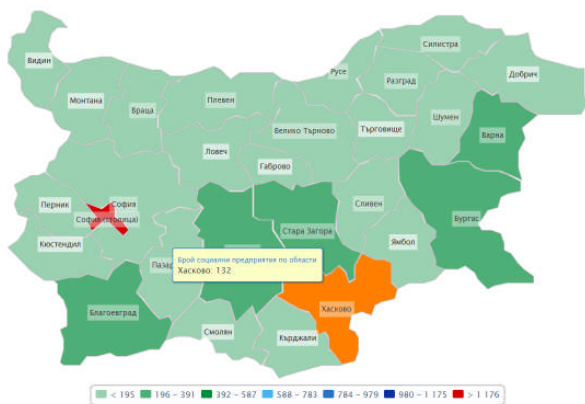 Видин
Монтана
Враца
Плевен
Ловеч
Велико Търново
Габрово
Русе
Силистра
Разград
Добрич
Търговище
Шумен
Варна
Перник
София
София (столица)
Кюстендил
Пазар
Стара Загора
Сливен
Ямбол
Бургас
Брой социални предприятия по области
Хасково: 132
Благоевград
Смолян
Кърджали
Хасково
< 195 196 – 391 392 – 587 588 – 783 784 – 979 980 – 1 175 > 1 176